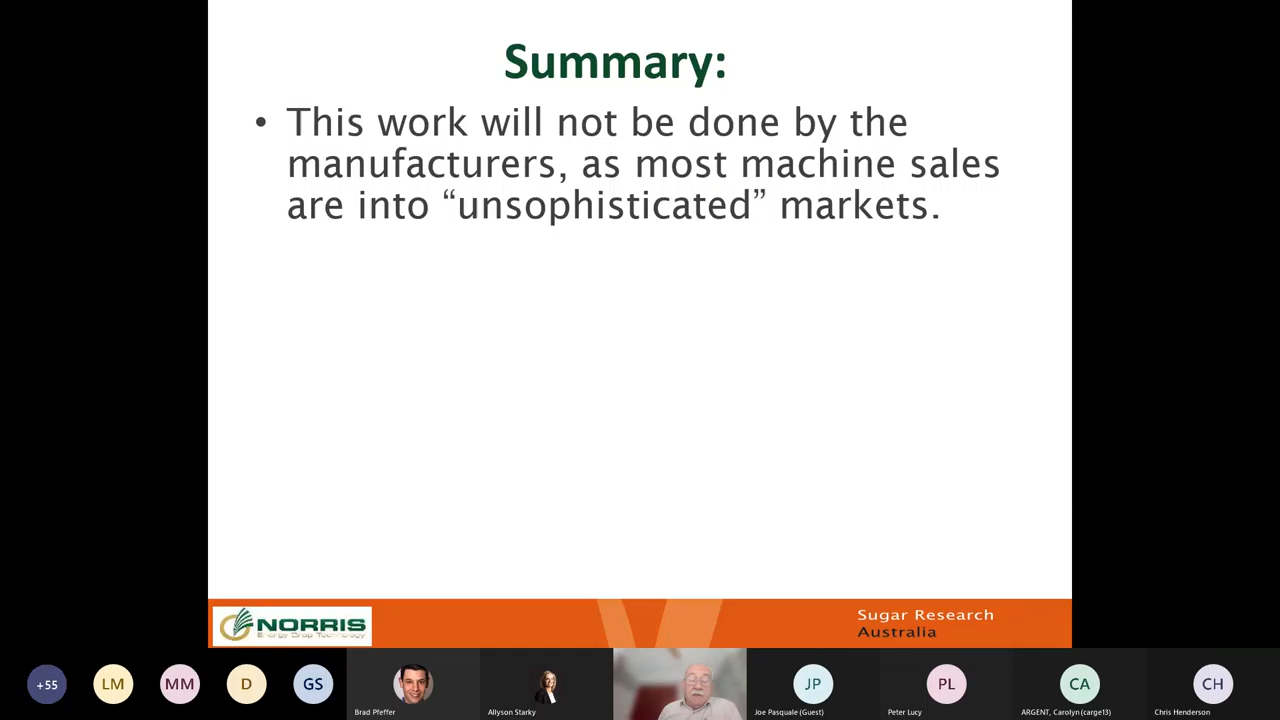 Summary:
• This work will not be done by the
manufacturers, as most machine sales
are into “unsophisticated” markets.
NORRIS
Energy Crop Technology
Sugar Research
Australia
+55
LM
MM
D
GS
JP
PL
CA
CH
Brad Pfeffer
Allyson Starky
Joe Pasquale (Guest)
Peter Lucy
ARGENT, Carolyn (carge13)
Chris Henderson